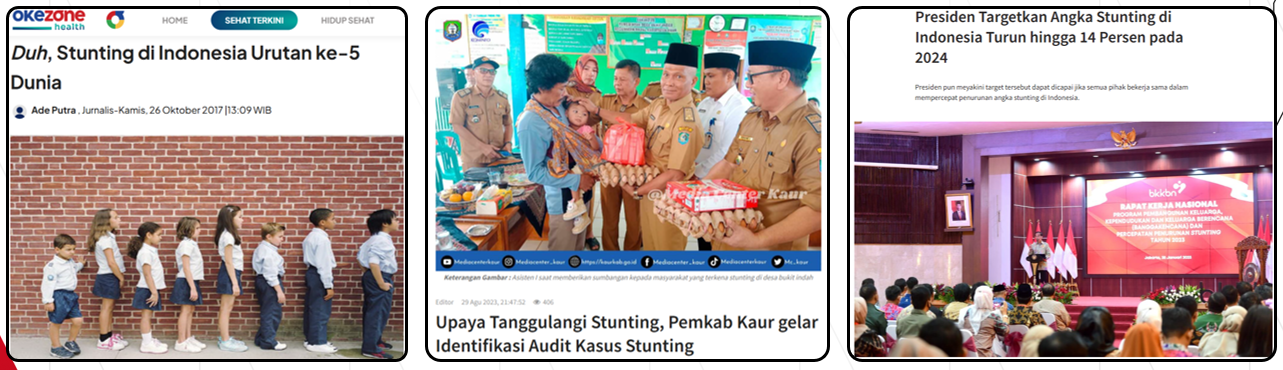 okezone
health
HOME
SEHAT TERKINI
HIDUP SEHAT
Duh, Stunting di Indonesia Urutan ke-5
Dunia
Ade Putra , Jurnalis-Kamis, 26 Oktober 2017 |13:09 WIB
@Media Center Kaur
Mediacenterkaur
Mediacenter_kaur
https://kaurkab.go.id
Mediacenter_kaur
Mediacenterkaur
Mc_kaur
Keterangan Gambar : Asisten I saat memberikan sumbangan kepada masyarakat yang terkena stunting di desa bukit indah
Editor 29 Agu 2023, 21:47:52 406
Upaya Tanggulangi Stunting, Pemkab Kaur gelar
Identifikasi Audit Kasus Stunting
Presiden Targetkan Angka Stunting di
Indonesia Turun hingga 14 Persen pada
2024
Presiden pun meyakini target tersebut dapat dicapai jika semua pihak bekerja sama dalam
mempercepat penurunan angka stunting di Indonesia.
bkkbn
RAPAT KERJA NASIONAL
PROGRAM PEMBANGUNAN KELUARGA,
KEPENDUDUKAN DAN KELUARGA BERENCANA
(BANGGAKENCANA) DAN
PERCEPATAN PENURUNAN STUNTING
TAHUN 2023